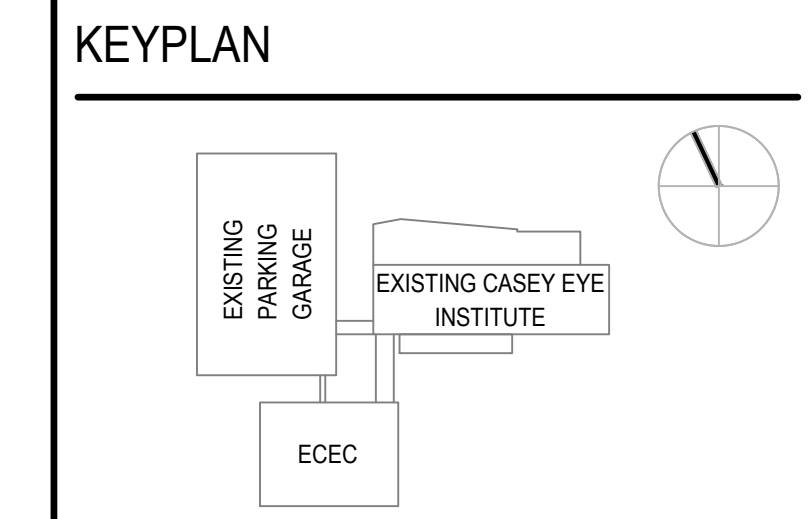 KEYPLAN
EXISTING
PARKING
GARAGE
EXISTING CASEY EYE
INSTITUTE
ECEC